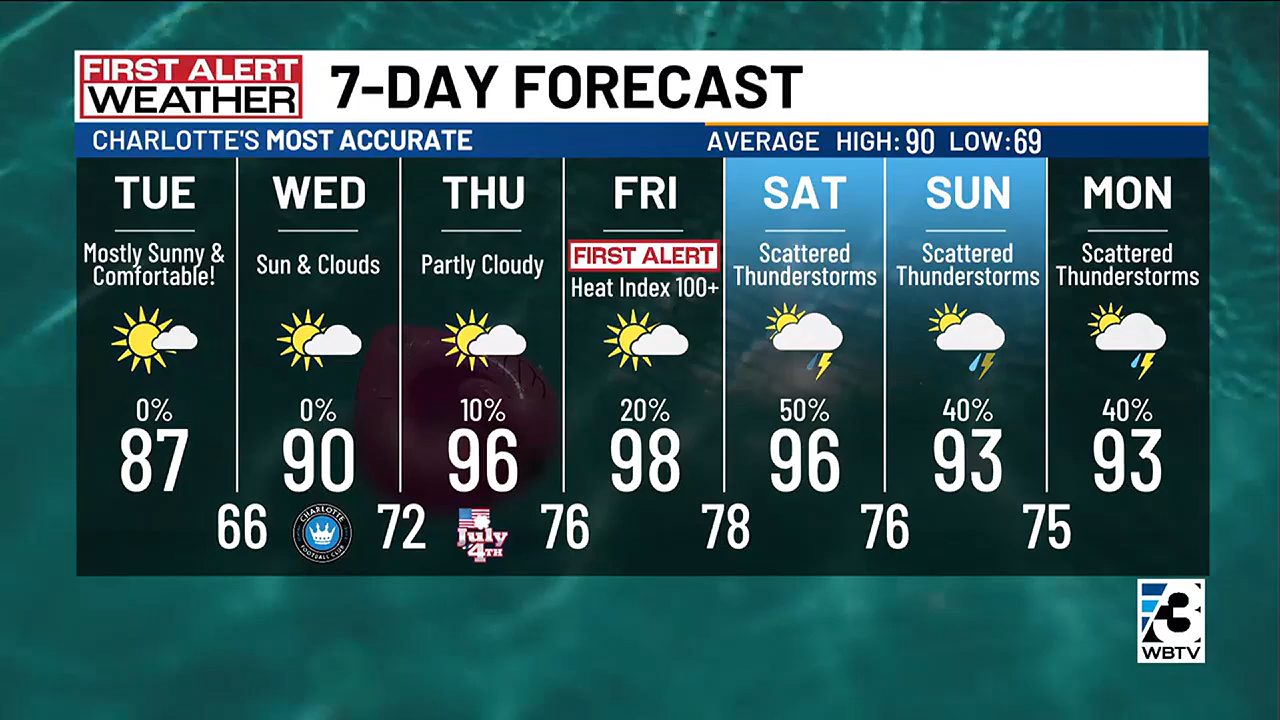 FIRST ALERT
WEATHER
7-DAY FORECAST
CHARLOTTE'S MOST ACCURATE
AVERAGE HIGH: 90 LOW: 69
TUE
Mostly Sunny &
Comfortable!
0%
87
WED
Sun & Clouds
0%
90
THU
Partly Cloudy
10%
96
FRI
FIRST ALERT
Heat Index 100+
20%
98
SAT
Scattered
Thunderstorms
50%
96
SUN
Scattered
Thunderstorms
40%
93
MON
Scattered
Thunderstorms
40%
93
66
CHARLOTTE
FOOTBALL CLUB
72
July
4TH
76
78
76
75
3
WBTV